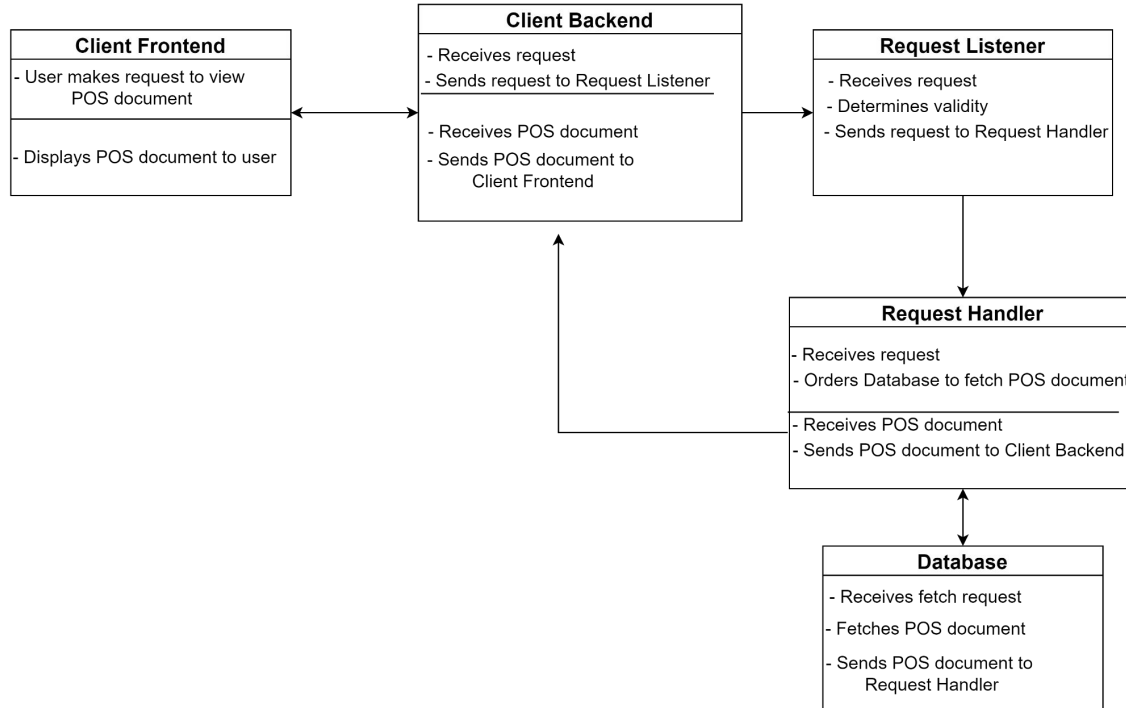 Client Frontend
- User makes request to view
POS document
- Displays POS document to user
Client Backend
- Receives request
- Sends request to Request Listener
- Receives POS document
- Sends POS document to
Client Frontend
Request Listener
- Receives request
- Determines validity
- Sends request to Request Handler
Request Handler
- Receives request
- Orders Database to fetch POS document
- Receives POS document
- Sends POS document to Client Backend
Database
- Receives fetch request
- Fetches POS document
- Sends POS document to
Request Handler